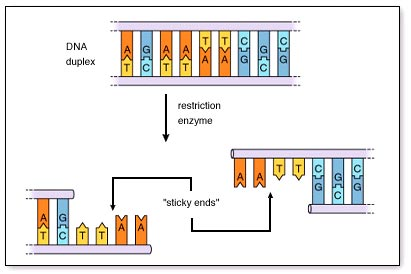 DNA
duplex
A G A A T T C G C
T C T T A A G C G
restriction
enzyme
A A T T C G C
G C G
"sticky ends"
A G
T C T T A A